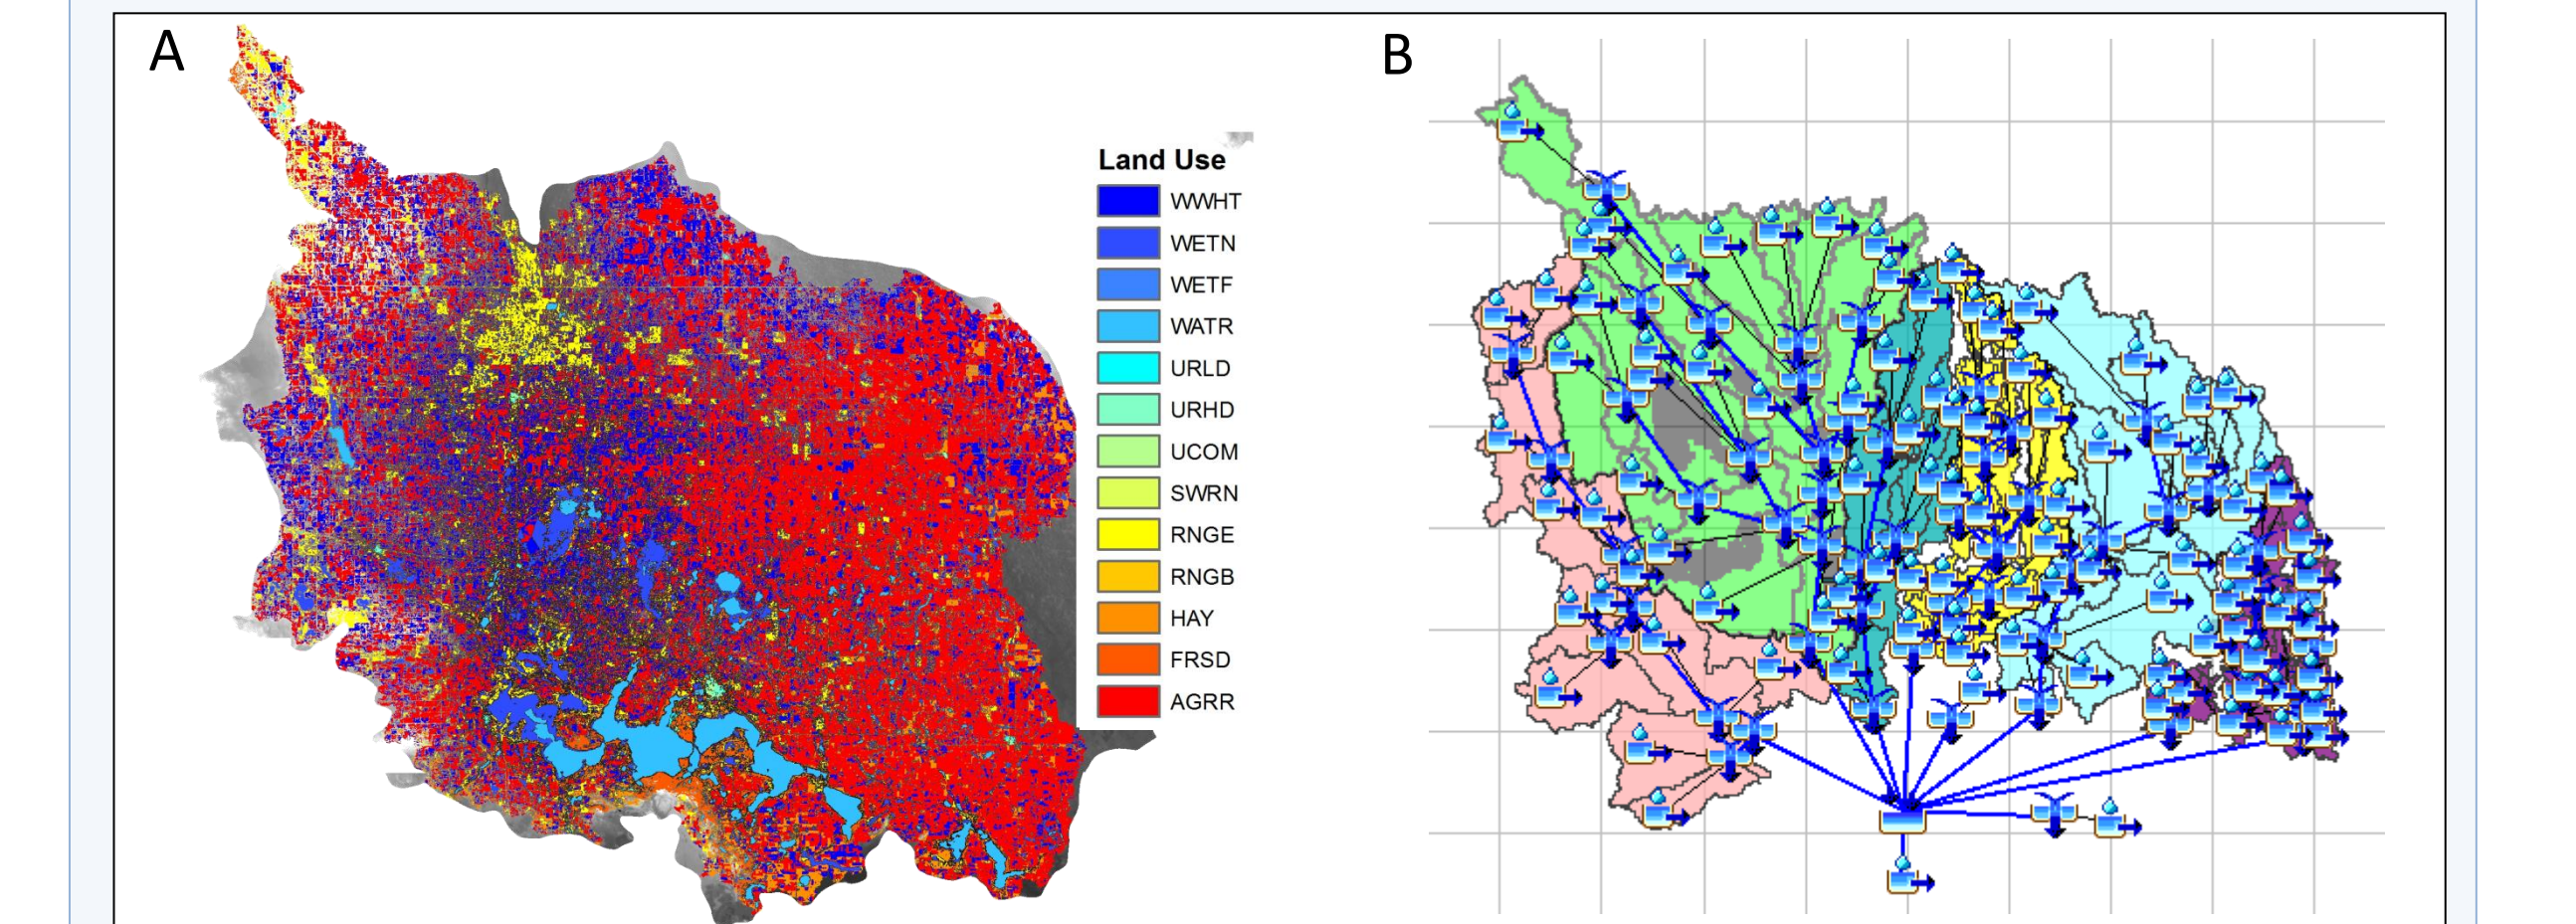 A
B
Land Use
WWHT
WETN
WETF
WATR
URLD
URHD
UCOM
SWRN
RNGE
RNGB
HAY
FRSD
AGRR